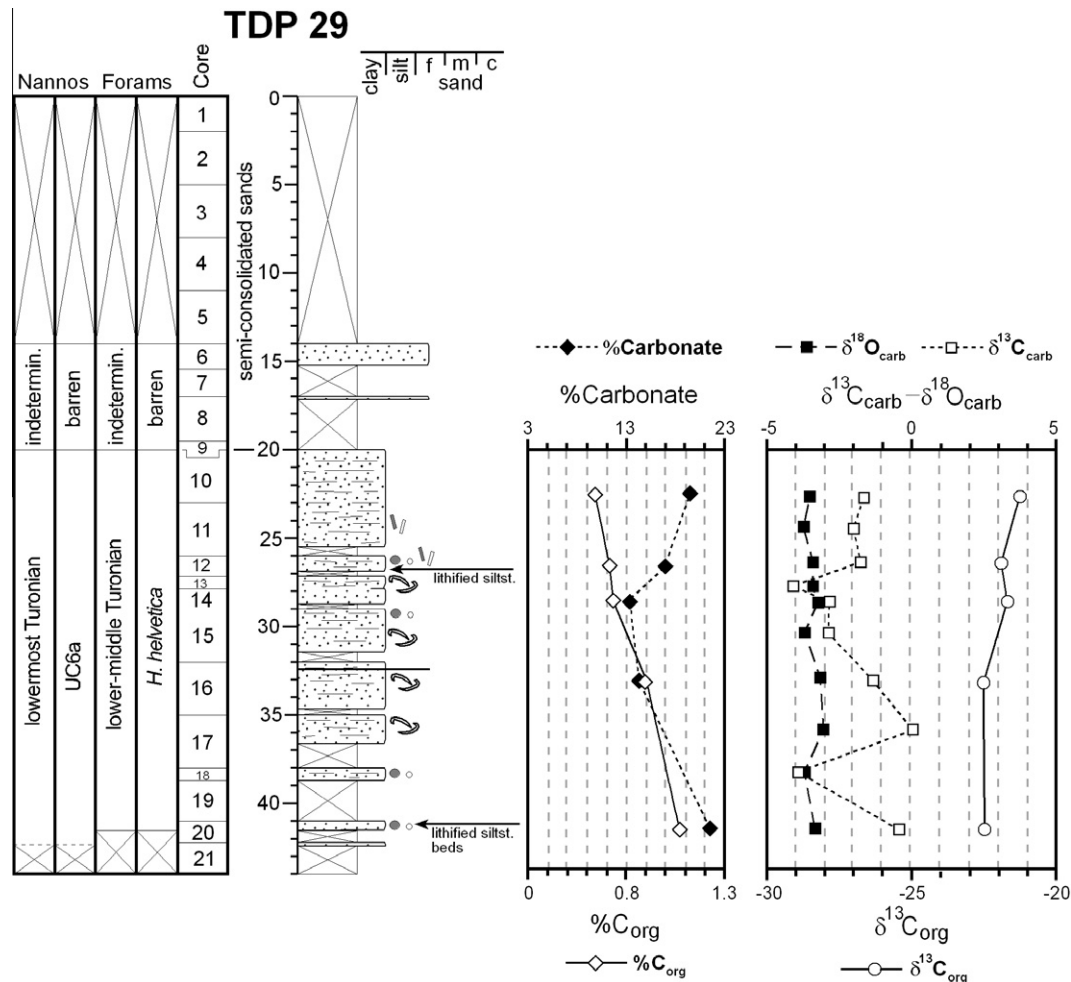 TDP 29
clay silt f m c
sand
Nannos Forams Core
indetermin. barren indetermin. barren
lowermost Turonian UC6a lower-middle Turonian H. helvetica
1
2
3
4
5
6
7
8
9
10
11
12
13
14
15
16
17
18
19
20
21
semi-consolidated sands
0
5
10
15
20
25
30
35
40
lithified siltst.
lithified siltst.
beds
%Carbonate
%Carbonate
3 13 23
0 0.8 1.3
%Corg
%Corg
δ18Ocarb δ13Ccarb
δ13Ccarb–δ18Ocarb
-5 0 5
-30 -25 -20
δ13Corg
δ13Corg